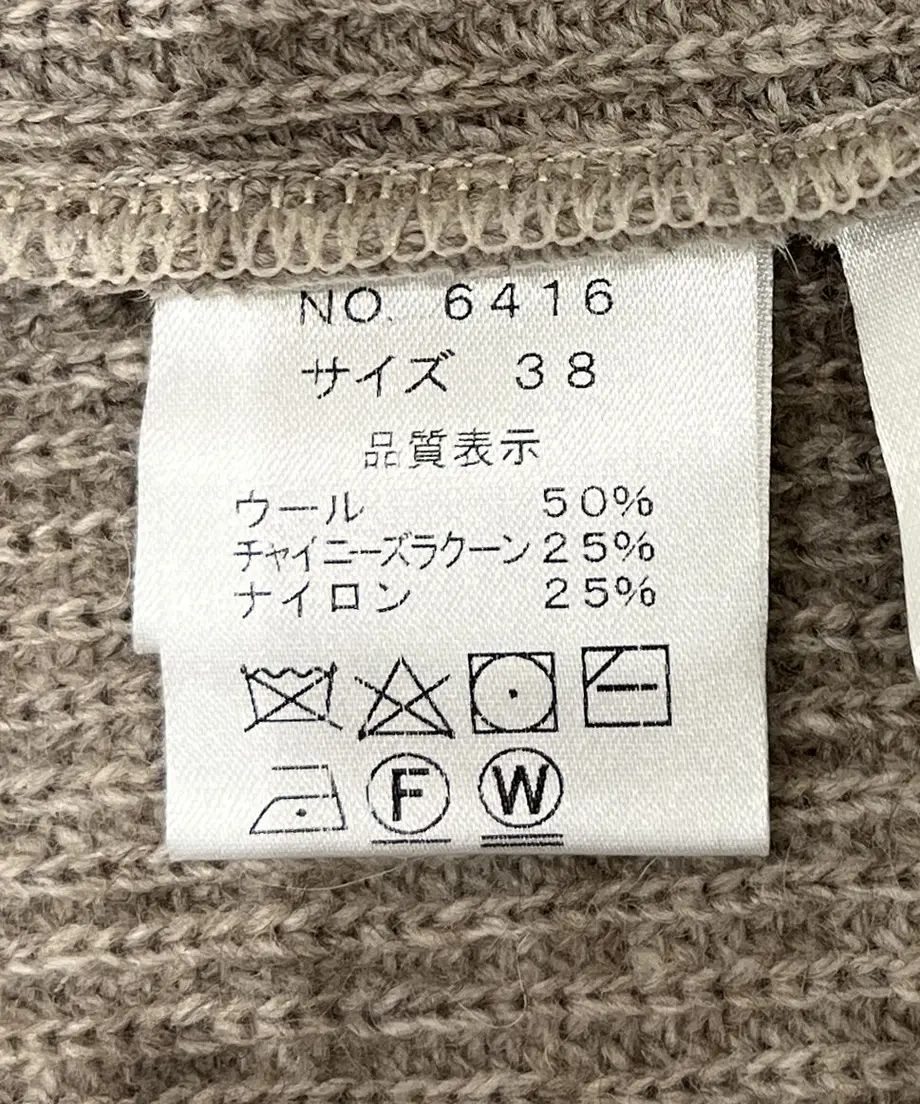 NO. 6416
サイズ 38
品質表示
ウール 50%
チャイニーズラクーン 25%
ナイロン 25%
F W